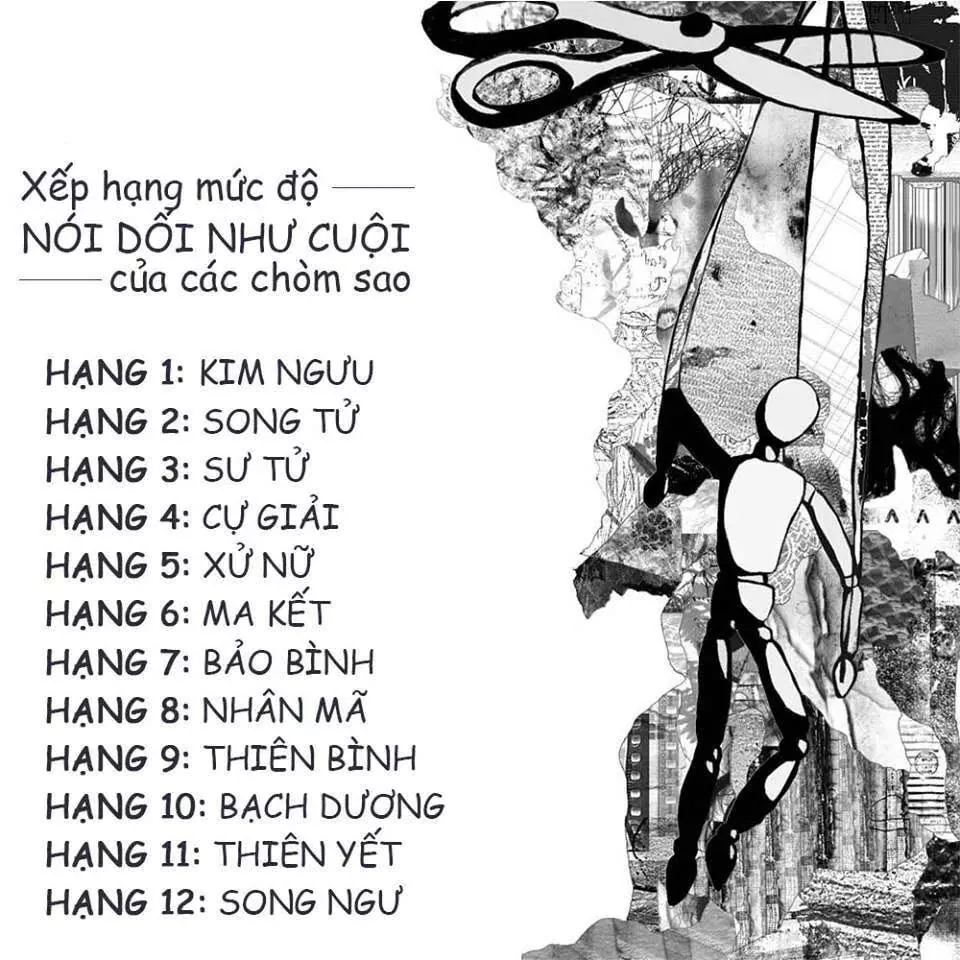 Xếp hạng mức độ
NÓI DỐI NHƯ CUỘI
của các chòm sao
HẠNG 1: KIM NGƯU
HẠNG 2: SONG TỬ
HẠNG 3: SƯ TỬ
HẠNG 4: CỰ GIẢI
HẠNG 5: XỬ NỮ
HẠNG 6: MA KẾT
HẠNG 7: BẢO BÌNH
HẠNG 8: NHÂN MÃ
HẠNG 9: THIÊN BÌNH
HẠNG 10: BẠCH DƯƠNG
HẠNG 11: THIÊN YẾT
HẠNG 12: SONG NGƯ